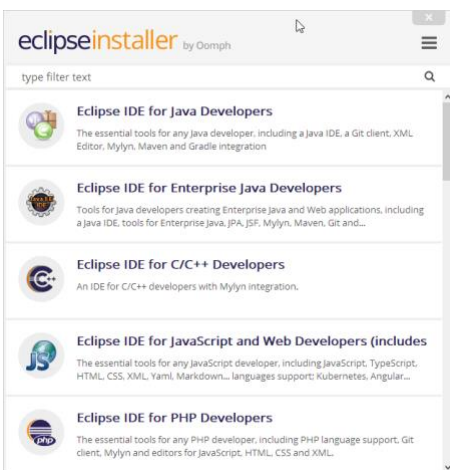 eclipseinstaller by Oomph
type filter text
Eclipse IDE for Java Developers
The essential tools for any Java developer, including a Java IDE, a Git client, XML
Editor, Mylyn, Maven and Gradle integration
JAVA EE
IDE
Eclipse IDE for Enterprise Java Developers
Tools for Java developers creating Enterprise Java and Web applications, including
a Java IDE, tools for Enterprise Java, JPA, JSF, Mylyn, Maven, Git and...
C++
Eclipse IDE for C/C++ Developers
An IDE for C/C++ developers with Mylyn integration.
JS
Eclipse IDE for JavaScript and Web Developers (includes
The essential tools for any JavaScript developer, including JavaScript, TypeScript,
HTML, CSS, XML, Yaml, Markdown... languages support; Kubernetes, Angular...
php
Eclipse IDE for PHP Developers
The essential tools for any PHP developer, including PHP language support, Git
client, Mylyn and editors for JavaScript, HTML, CSS and XML.